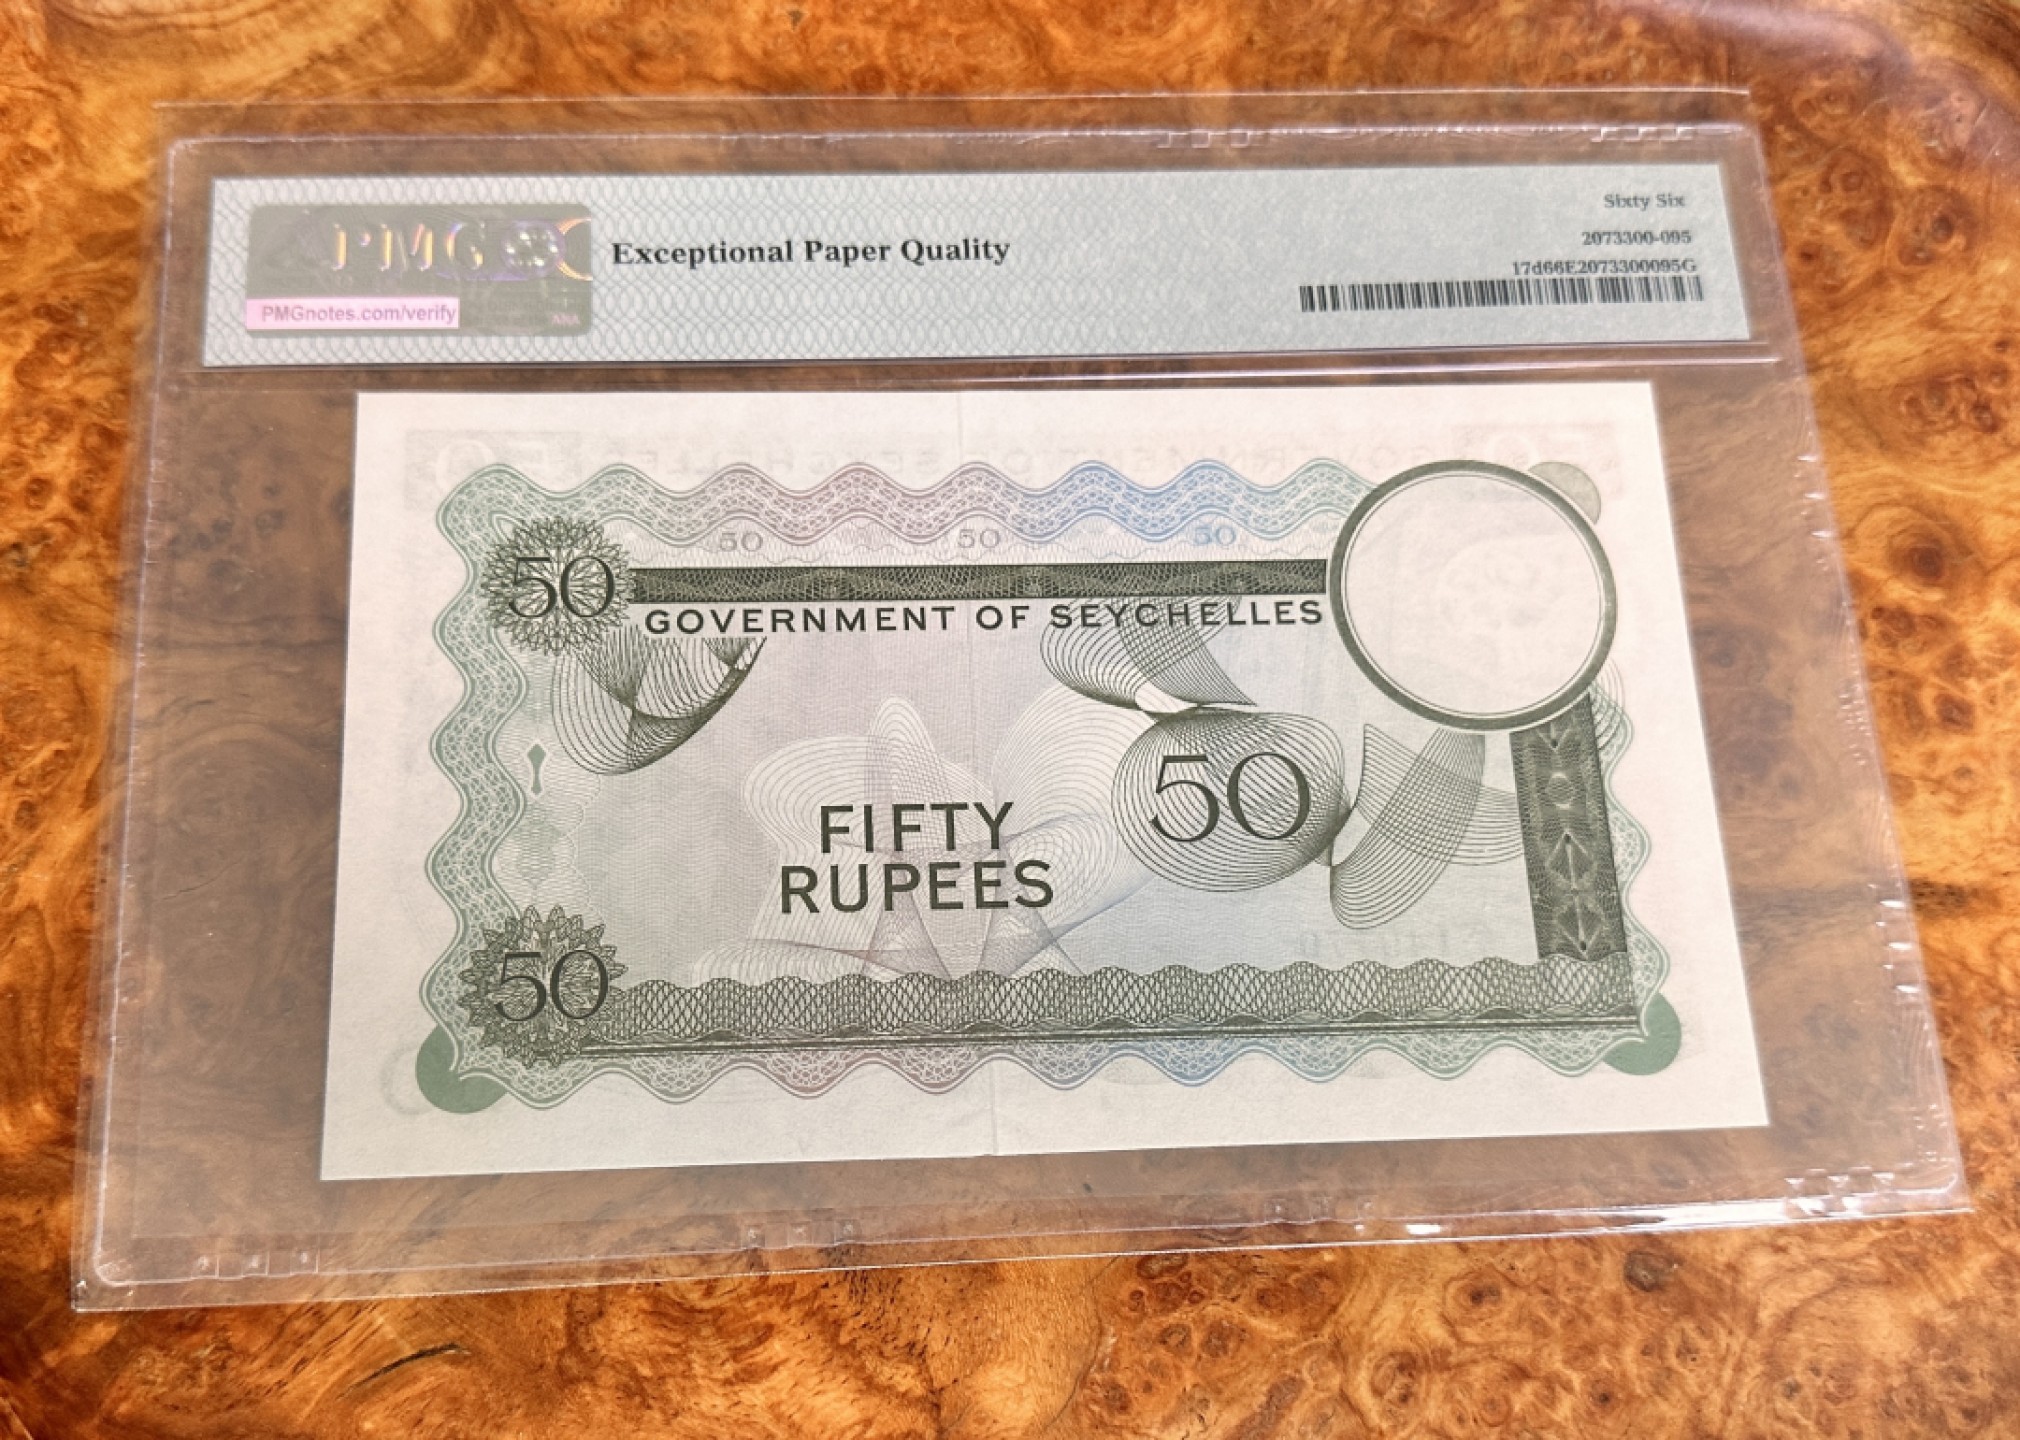 PMG
PMGnotes.com/verify
ANA
Exceptional Paper Quality
Sixty Six
2073300-095
17d66E2073300095G
50 50 50
50
GOVERNMENT OF SEYCHELLES
50
FIFTY
RUPEES
50